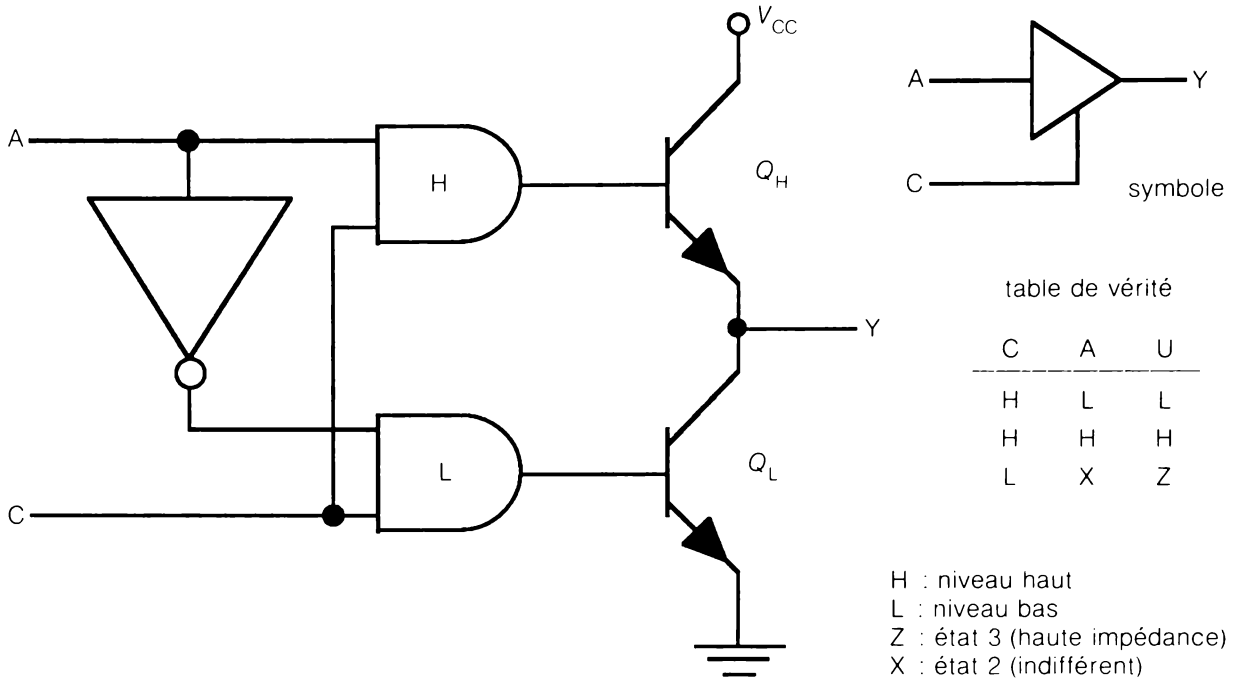 V_CC
A
H
Q_H
Y
L
Q_L
C
A
Y
C
symbole
table de vérité
C A U
H L L
H H H
L X Z
H : niveau haut
L : niveau bas
Z : état 3 (haute impédance)
X : état 2 (indifférent)